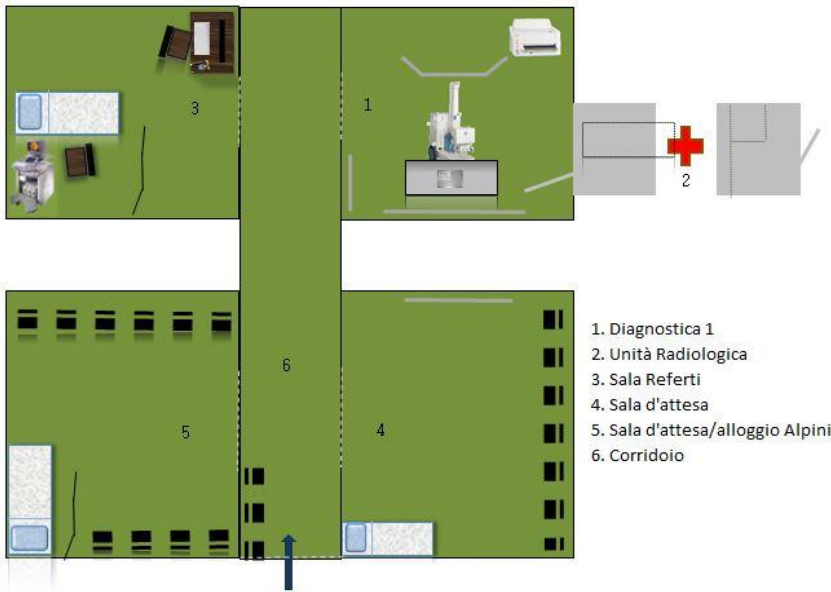 3
1
2
6
5
4
1. Diagnostica 1
2. Unità Radiologica
3. Sala Referti
4. Sala d'attesa
5. Sala d'attesa/alloggio Alpini
6. Corridoio